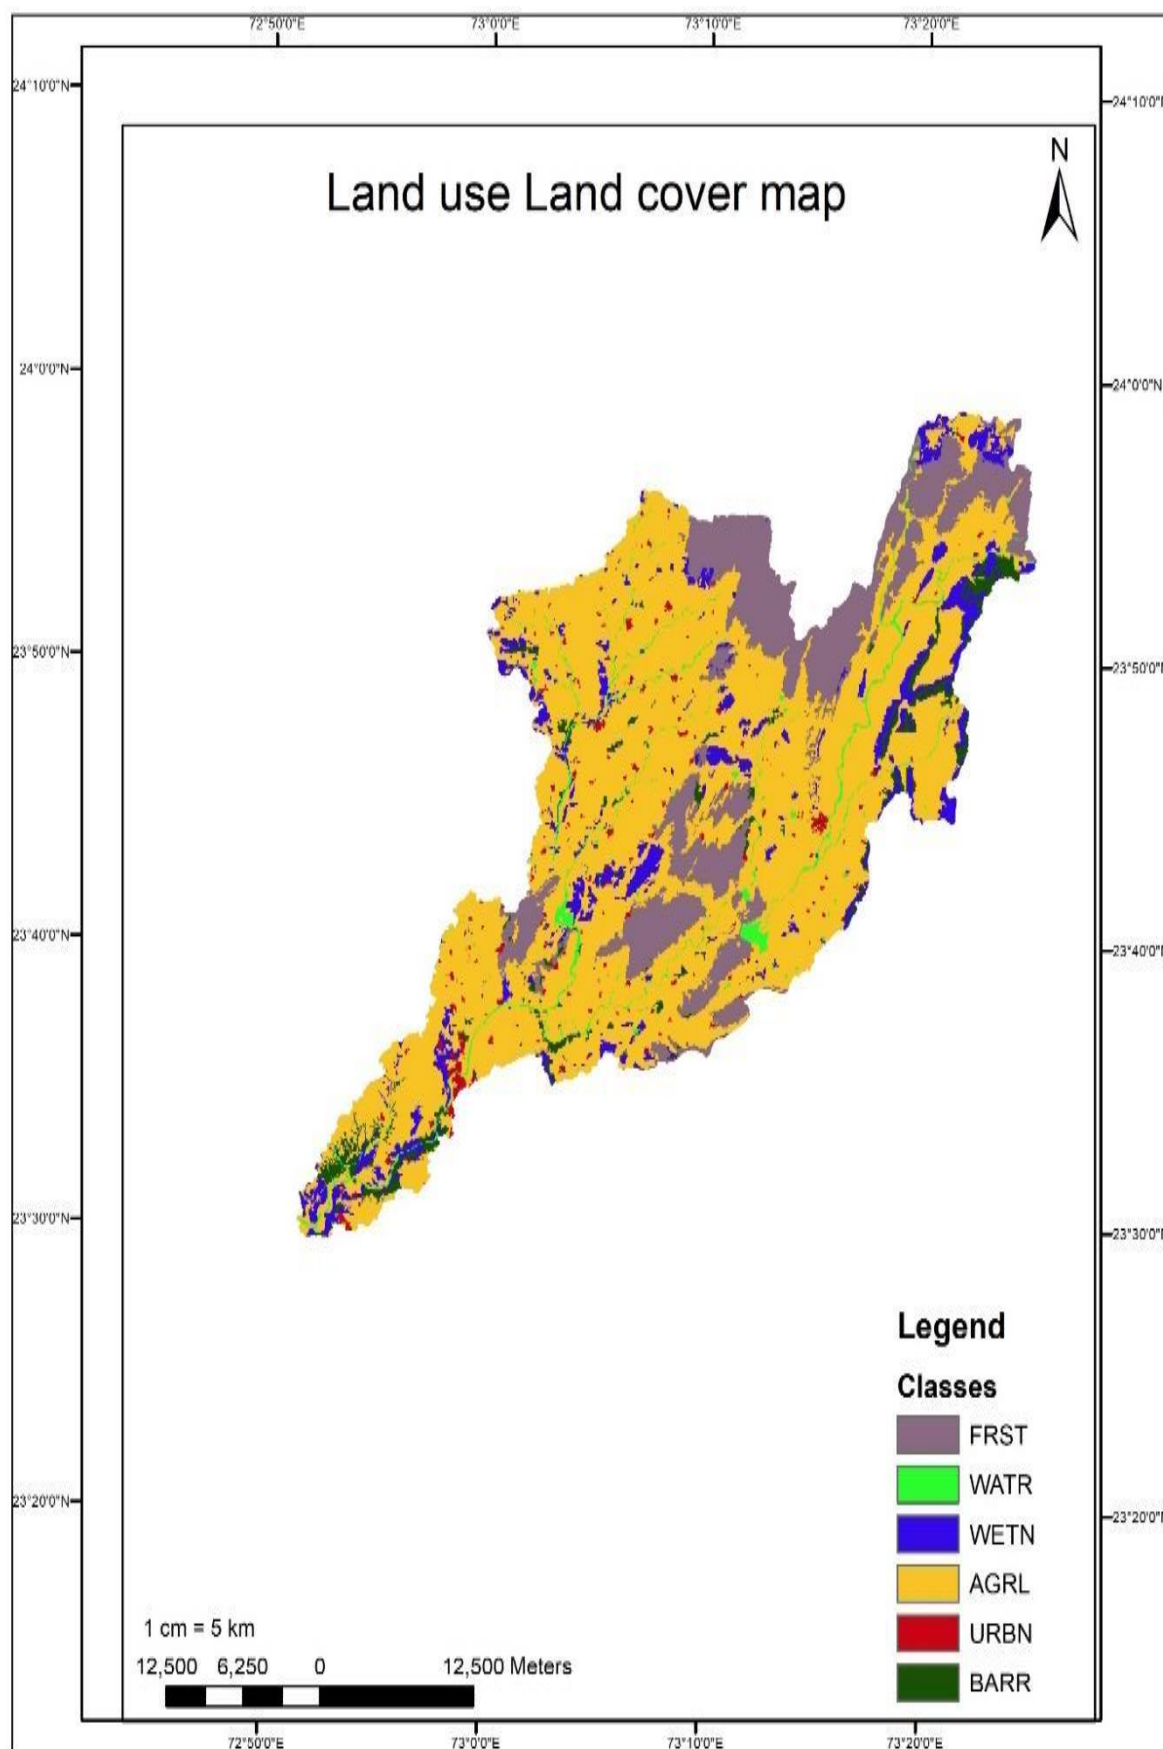 72°50'0"E 73°0'0"E 73°10'0"E 73°20'0"E
24°10'0"N
24°10'0"N
N
Land use Land cover map
24°0'0"N
24°0'0"N
23°50'0"N
23°50'0"N
23°40'0"N
23°40'0"N
23°30'0"N
23°30'0"N
Legend
Classes
FRST
WATR
WETN
AGRL
URBN
BARR
23°20'0"N
23°20'0"N
1 cm = 5 km
12,500 6,250 0 12,500 Meters
72°50'0"E 73°0'0"E 73°10'0"E 73°20'0"E